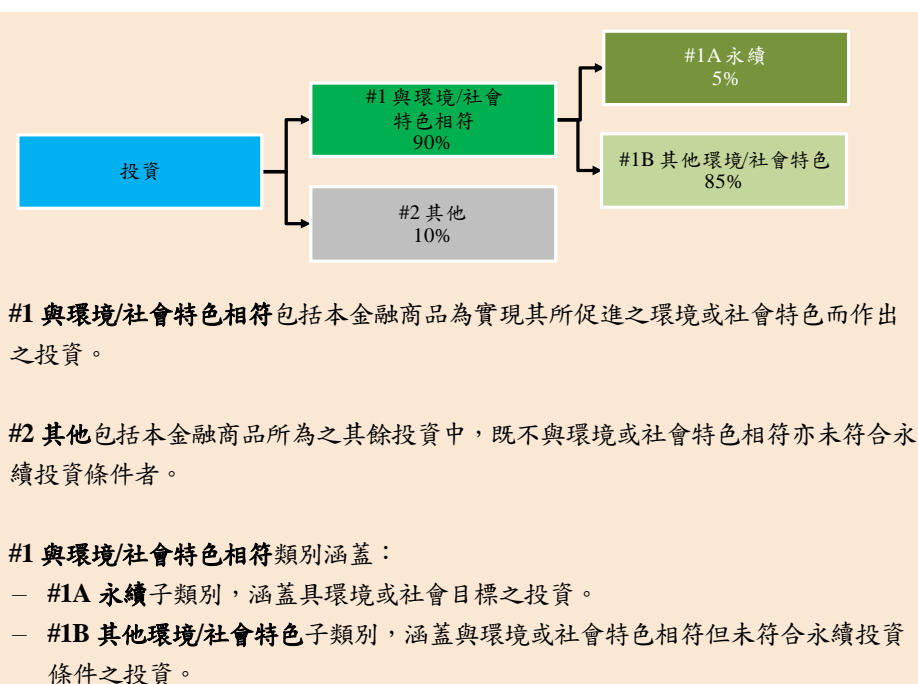 #1A 永續
5%
#1 與環境/社會
特色相符
90%
投資
#1B 其他環境/社會特色
85%
#2 其他
10%
#1 與環境/社會特色相符包括本金融商品為實現其所促進之環境或社會特色而作出
之投資。
#2 其他包括本金融商品所為之其餘投資中，既不與環境或社會特色相符亦未符合永
續投資條件者。
#1 與環境/社會特色相符類別涵蓋：
– #1A 永續子類別，涵蓋具環境或社會目標之投資。
– #1B 其他環境/社會特色子類別，涵蓋與環境或社會特色相符但未符合永續投資
條件之投資。